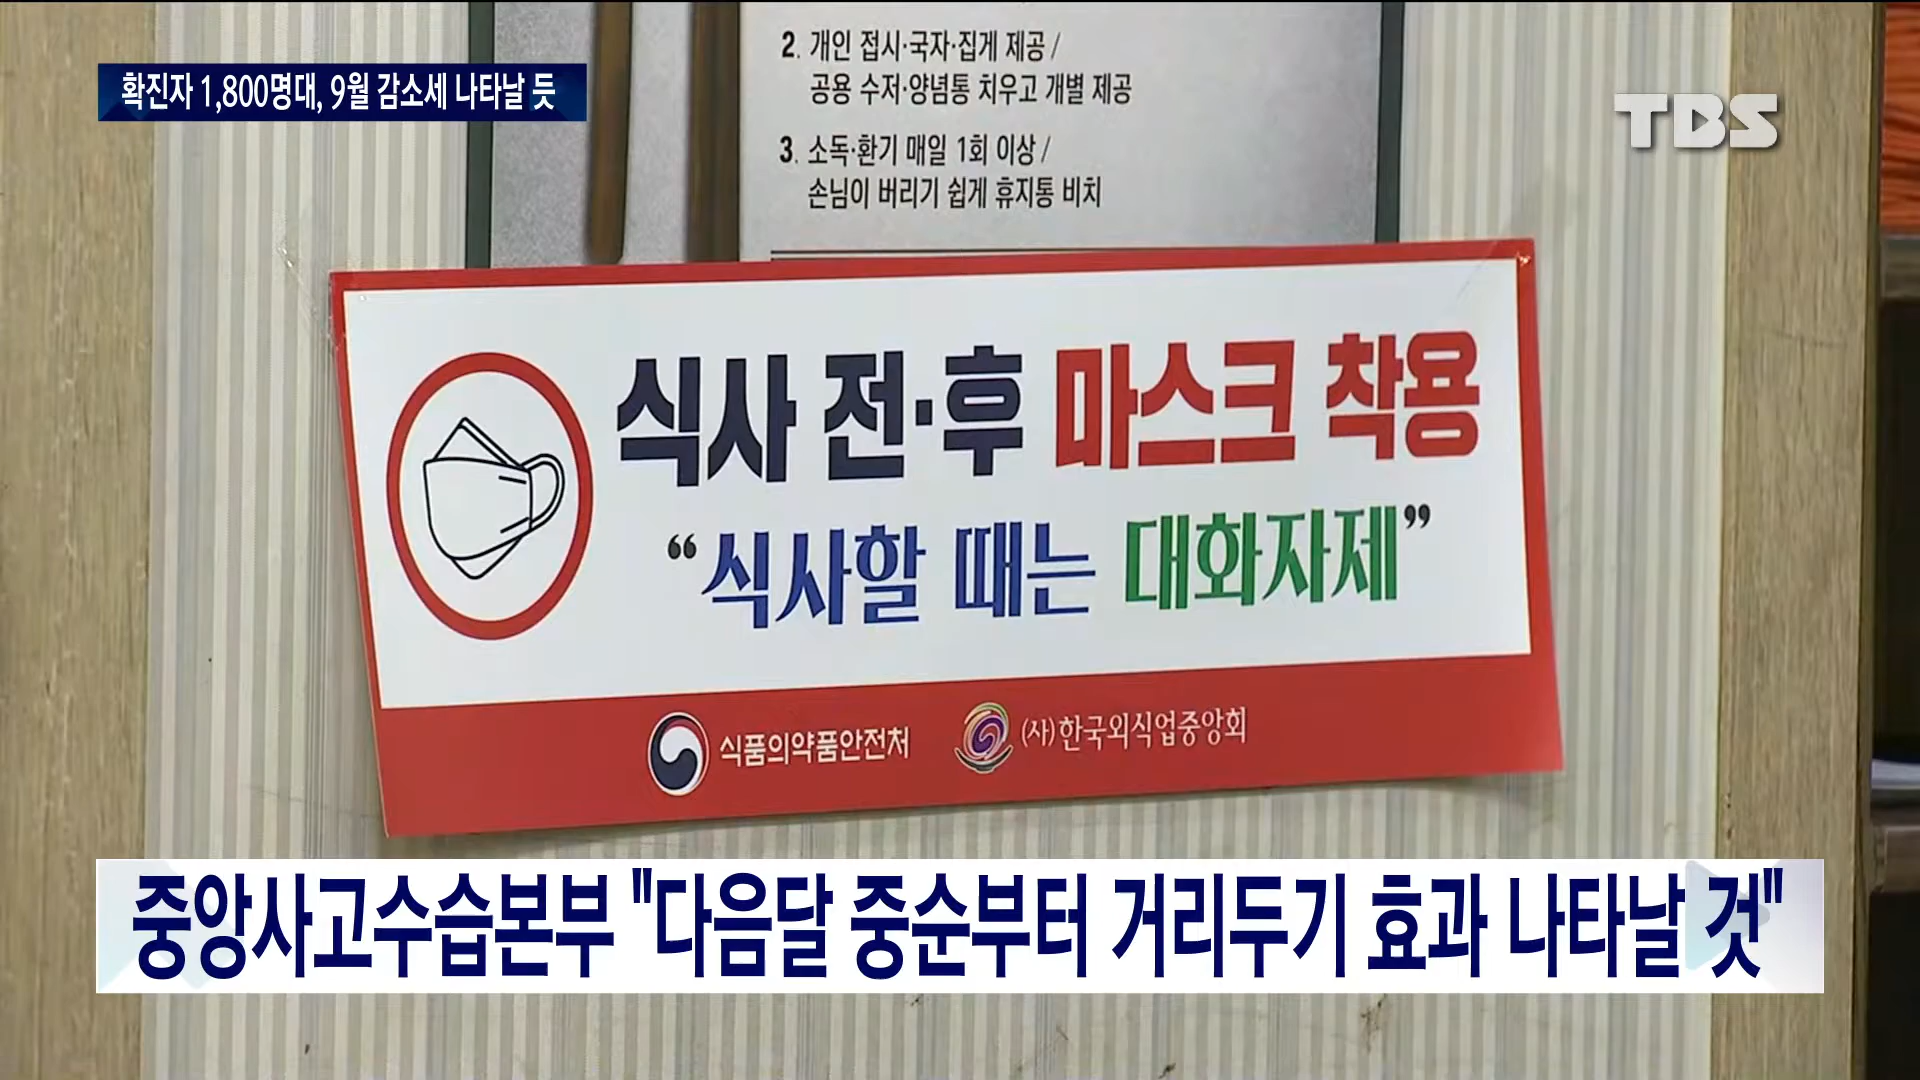 확진자 1,800명대, 9월 감소세 나타날 듯
TBS
2. 개인 접시·국자·집게 제공 /
공용 수저·양념통 치우고 개별 제공
3. 소독·환기 매일 1회 이상 /
손님이 버리기 쉽게 휴지통 비치
식사 전·후 마스크 착용
“식사할 때는 대화자제”
식품의약품안전처 (사)한국외식업중앙회
중앙사고수습본부 "다음달 중순부터 거리두기 효과 나타날 것"